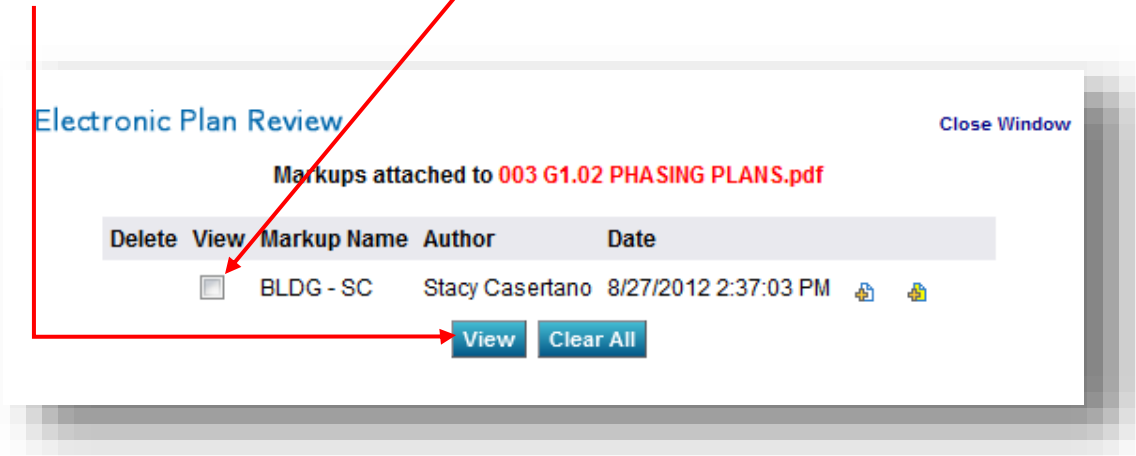 Electronic Plan Review
Close Window
Markups attached to 003 G1.02 PHASING PLANS.pdf
Delete View Markup Name Author Date
BLDG - SC Stacy Casertano 8/27/2012 2:37:03 PM
View Clear All